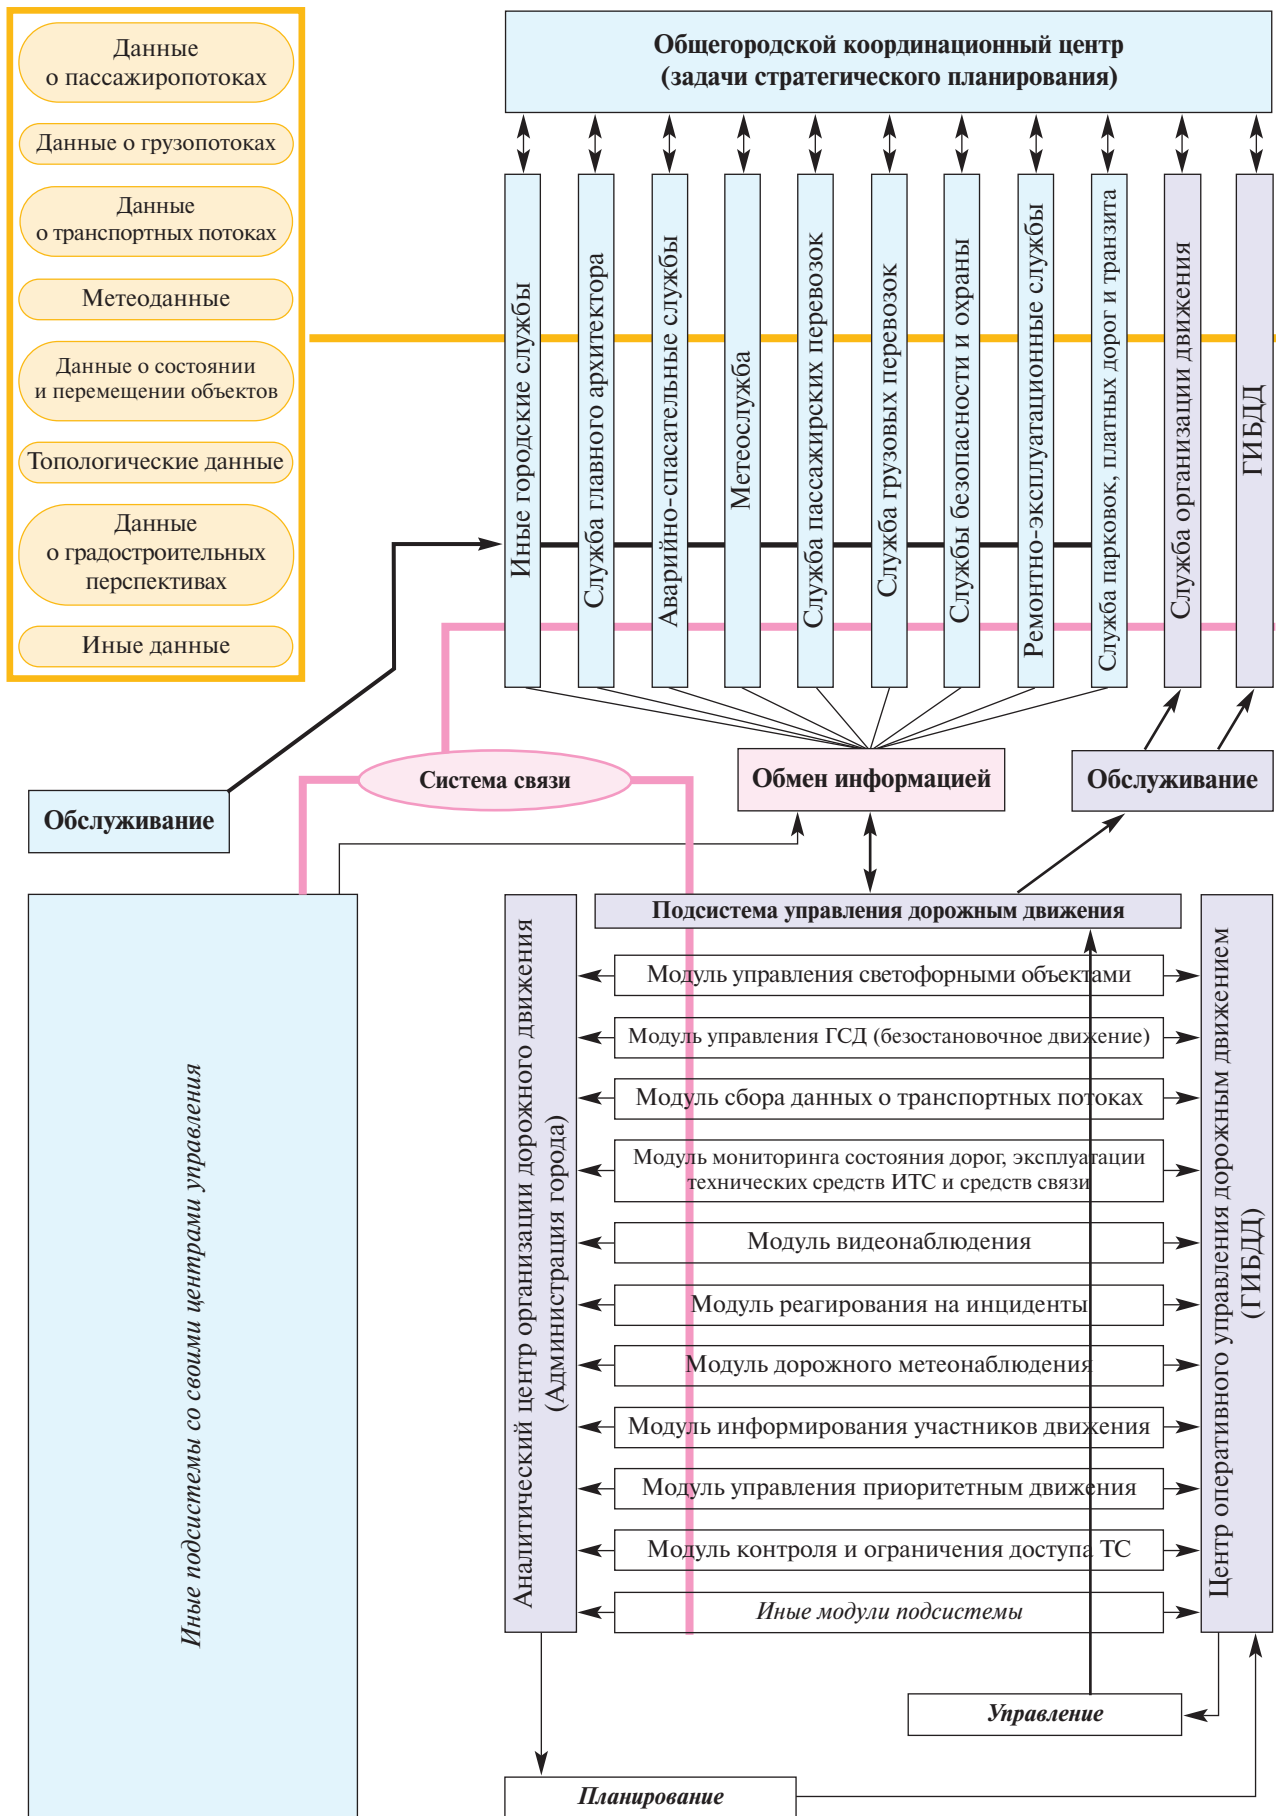 Данные
о пассажиропотоках
Данные о грузопотоках
Данные
о транспортных потоках
Метеоданные
Данные о состоянии
и перемещении объектов
Топологические данные
Данные
о градостроительных
перспективах
Иные данные
Общегородской координационный центр
(задачи стратегического планирования)
Иные городские службы
Служба главного архитектора
Аварийно-спасательные службы
Метеослужба
Служба пассажирских перевозок
Служба грузовых перевозок
Службы безопасности и охраны
Ремонтно-эксплуатационные службы
Служба парковок, платных дорог и транзита
Служба организации движения
ГИБДД
Система связи
Обмен информацией
Обслуживание
Обслуживание
Иные подсистемы со своими центрами управления
Аналитический центр организации дорожного движения
(Администрация города)
Подсистема управления дорожным движения
Модуль управления светофорными объектами
Модуль управления ГСД (безостановочное движение)
Модуль сбора данных о транспортных потоках
Модуль мониторинга состояния дорог, эксплуатации
технических средств ИТС и средств связи
Модуль видеонаблюдения
Модуль реагирования на инциденты
Модуль дорожного метеонаблюдения
Модуль информирования участников движения
Модуль управления приоритетным движения
Модуль контроля и ограничения доступа ТС
Иные модули подсистемы
Центр оперативного управления дорожным движением
(ГИБДД)
Управление
Планирование